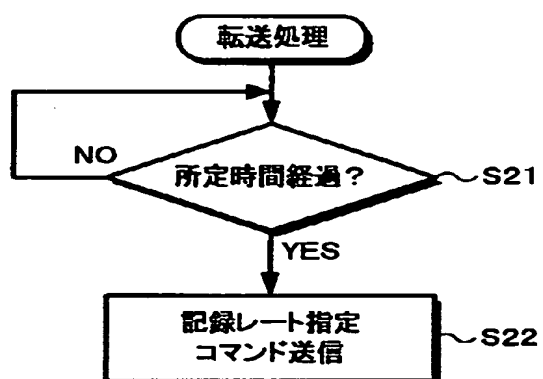 転送処理
NO
所定時間経過?
S21
YES
記録レート指定
コマンド送信
S22